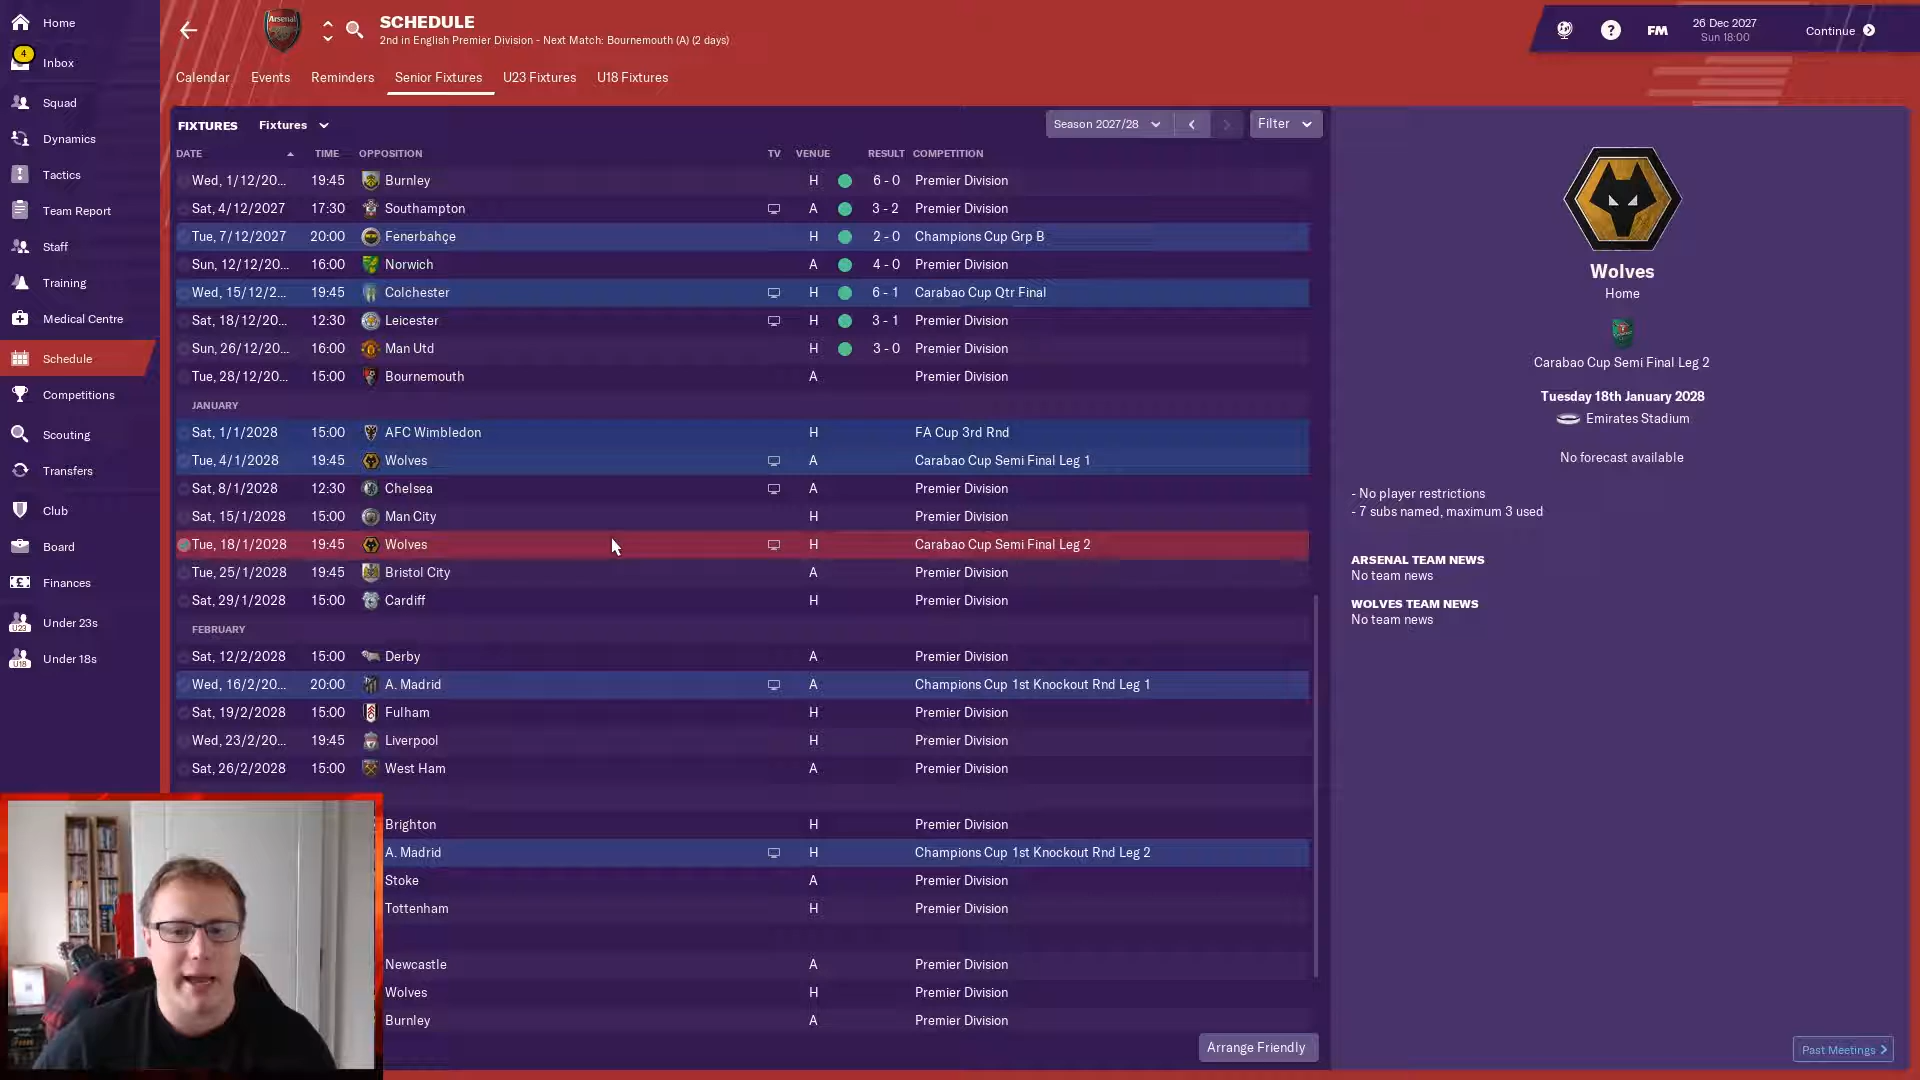 Home
4
Inbox
Squad
Dynamics
Tactics
Team Report
Staff
Training
Medical Centre
Schedule
Competitions
Scouting
Transfers
Club
Board
Finances
U23 Under 23s
U18 Under 18s
Arsenal
SCHEDULE
2nd in English Premier Division - Next Match: Bournemouth (A) (2 days)
? FM 26 Dec 2027 Continue
Sun 18:00
Calendar Events Reminders Senior Fixtures U23 Fixtures U18 Fixtures
FIXTURES Fixtures Season 2027/28 Filter
DATE TIME OPPOSITION TV VENUE RESULT COMPETITION
Wed, 1/12/20... 19:45 Burnley H 6 - 0 Premier Division
Sat, 4/12/2027 17:30 Southampton A 3 - 2 Premier Division
Tue, 7/12/2027 20:00 Fenerbahçe H 2 - 0 Champions Cup Grp B
Sun, 12/12/20... 16:00 Norwich A 4 - 0 Premier Division
Wed, 15/12/2... 19:45 Colchester H 6 - 1 Carabao Cup Qtr Final
Sat, 18/12/20... 12:30 Leicester H 3 - 1 Premier Division
Sun, 26/12/20... 16:00 Man Utd H 3 - 0 Premier Division
Tue, 28/12/20... 15:00 Bournemouth A Premier Division
JANUARY
Sat, 1/1/2028 15:00 AFC Wimbledon H FA Cup 3rd Rnd
Tue, 4/1/2028 19:45 Wolves A Carabao Cup Semi Final Leg 1
Sat, 8/1/2028 12:30 Chelsea A Premier Division
Sat, 15/1/2028 15:00 Man City H Premier Division
Tue, 18/1/2028 19:45 Wolves H Carabao Cup Semi Final Leg 2
Tue, 25/1/2028 19:45 Bristol City A Premier Division
Sat, 29/1/2028 15:00 Cardiff H Premier Division
FEBRUARY
Sat, 12/2/2028 15:00 Derby A Premier Division
Wed, 16/2/20... 20:00 A. Madrid A Champions Cup 1st Knockout Rnd Leg 1
Sat, 19/2/2028 15:00 Fulham H Premier Division
Wed, 23/2/20... 19:45 Liverpool H Premier Division
Sat, 26/2/2028 15:00 West Ham A Premier Division
Brighton H Premier Division
A. Madrid H Champions Cup 1st Knockout Rnd Leg 2
Stoke A Premier Division
Tottenham H Premier Division
Newcastle A Premier Division
Wolves H Premier Division
Burnley A Premier Division
Arrange Friendly
Wolves
Home
Carabao Cup Semi Final Leg 2
Tuesday 18th January 2028
Emirates Stadium
No forecast available
- No player restrictions
- 7 subs named, maximum 3 used
ARSENAL TEAM NEWS
No team news
WOLVES TEAM NEWS
No team news
Past Meetings